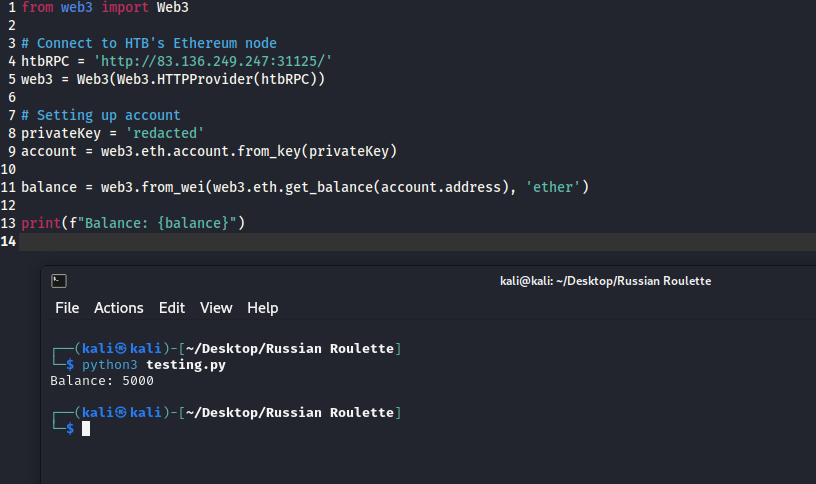 1 from web3 import Web3
2
3 # Connect to HTB's Ethereum node
4 htbRPC = 'http://83.136.249.247:31125/'
5 web3 = Web3(Web3.HTTPProvider(htbRPC))
6
7 # Setting up account
8 privateKey = 'redacted'
9 account = web3.eth.account.from_key(privateKey)
10
11 balance = web3.from_wei(web3.eth.get_balance(account.address), 'ether')
12
13 print(f"Balance: {balance}")
14
kali@kali: ~/Desktop/Russian Roulette
File Actions Edit View Help
┌──(kali㉿kali)-[~/Desktop/Russian Roulette]
└─$ python3 testing.py
Balance: 5000
┌──(kali㉿kali)-[~/Desktop/Russian Roulette]
└─$